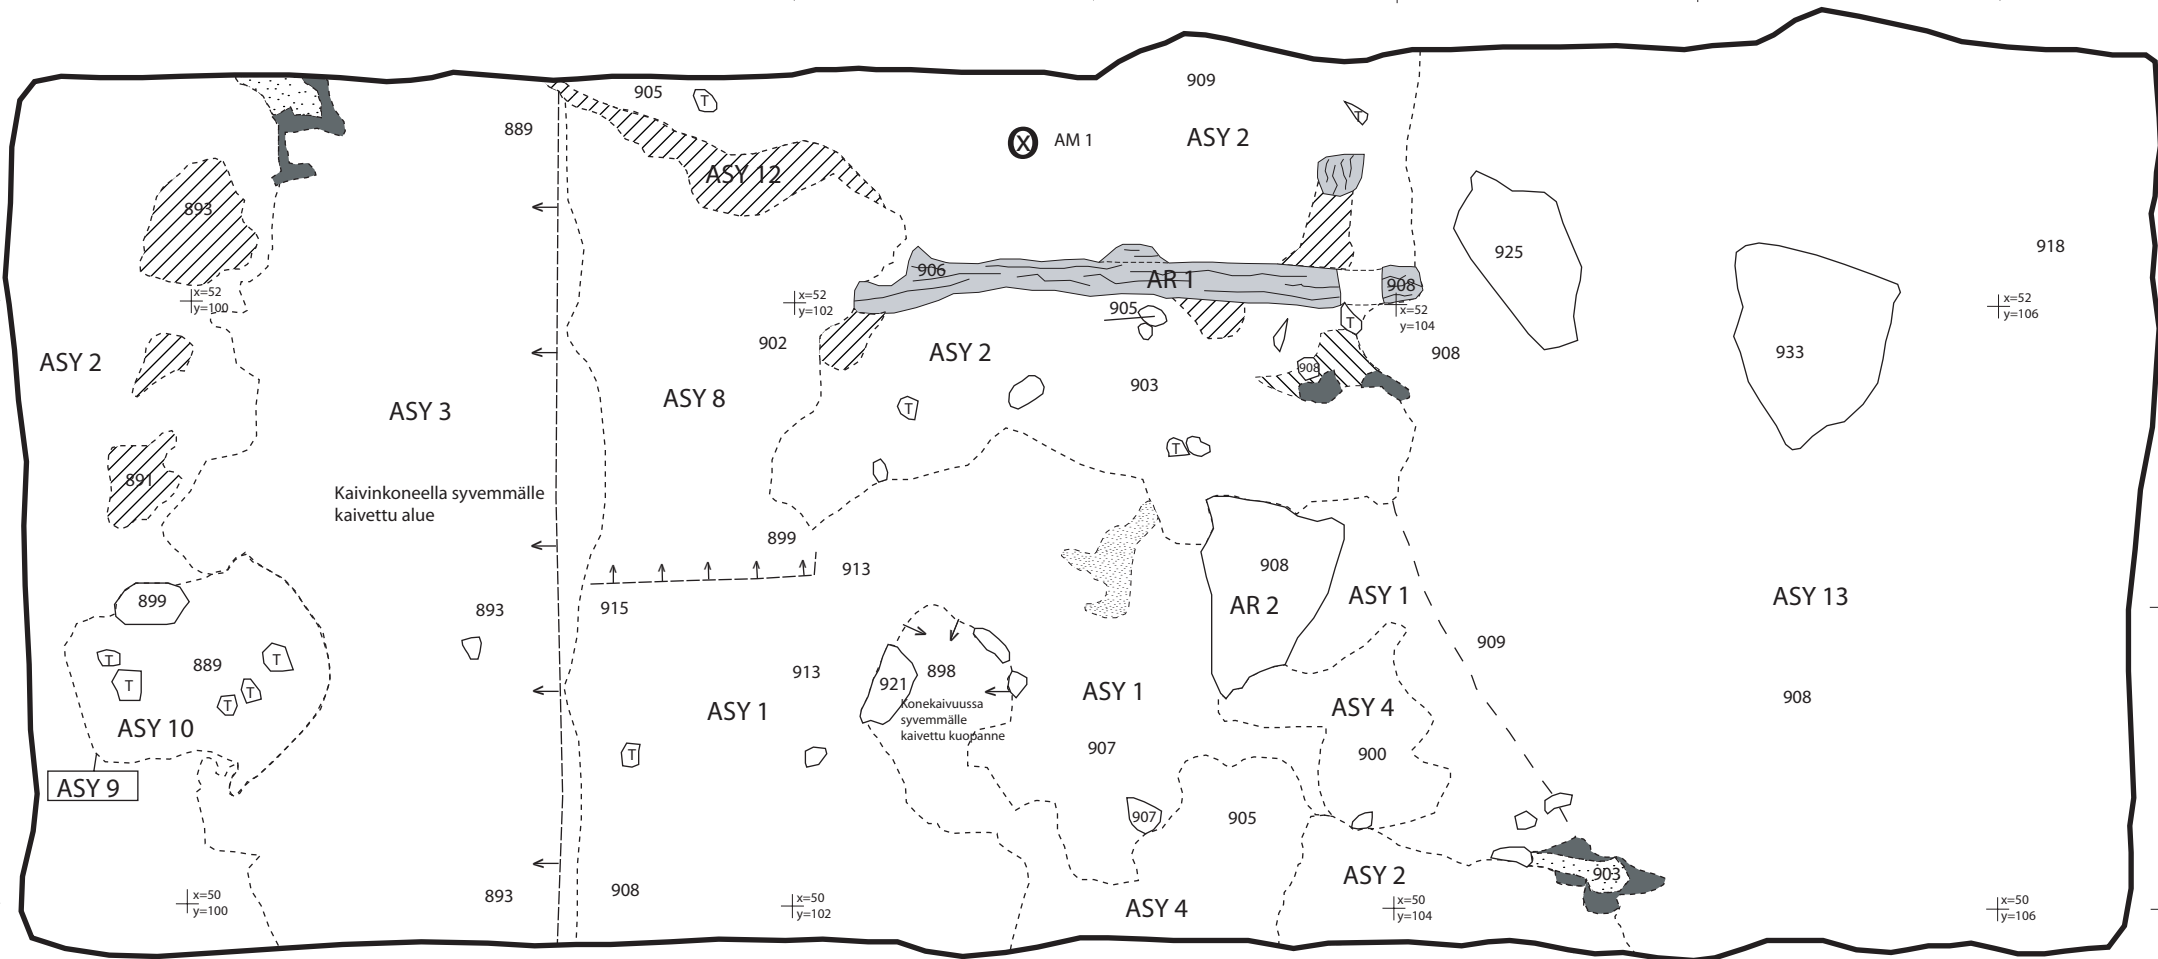 909
905
T
T
889
AM 1
ASY 2
ASY 12
893
918
925
906
AR 1
908
x=52
y=100
x=52
y=102
905
x=52
y=104
x=52
y=106
T
902
ASY 2
908
908
933
ASY 2
903
ASY 8
ASY 3
T
T
891
Kaivinkoneella syvemmälle
kaivettu alue
899
913
908
899
893
915
AR 2
ASY 1
ASY 13
909
T
889
T
T
T
T
913
921
898
ASY 1
908
Konekaivuussa
syvemmälle
kaivettu kuopanne
ASY 1
ASY 4
ASY 10
907
900
T
ASY 9
907
905
ASY 2
903
893
908
x=50
y=100
x=50
y=102
ASY 4
x=50
y=104
x=50
y=106